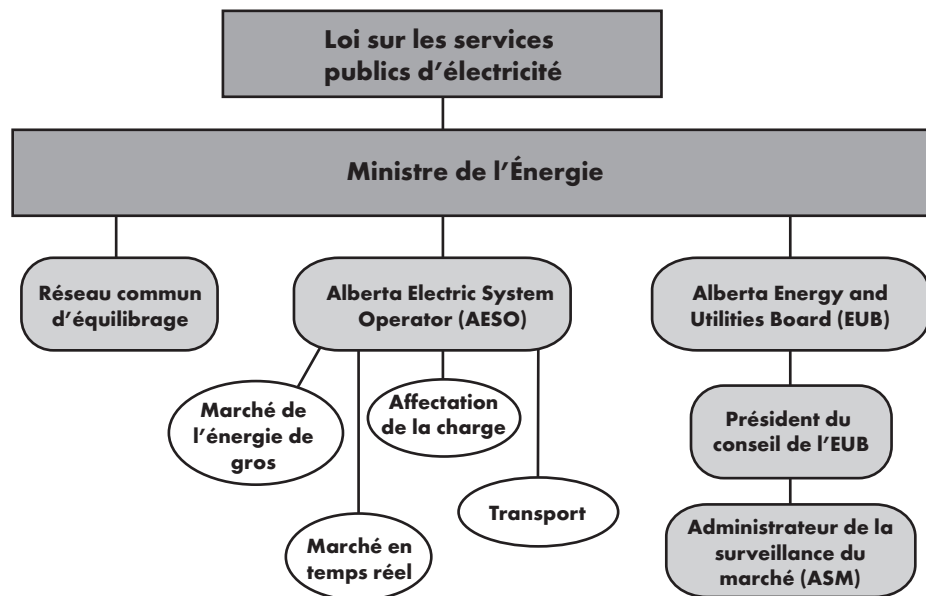 Loi sur les services
publics d’électricité
Ministre de l’Énergie
Réseau commun
d’équilibrage
Alberta Electric System
Operator (AESO)
Alberta Energy and
Utilities Board (EUB)
Marché de
l’énergie de
gros
Affectation
de la charge
Marché en
temps réel
Transport
Président du
conseil de l’EUB
Administrateur de la
surveillance du
marché (ASM)